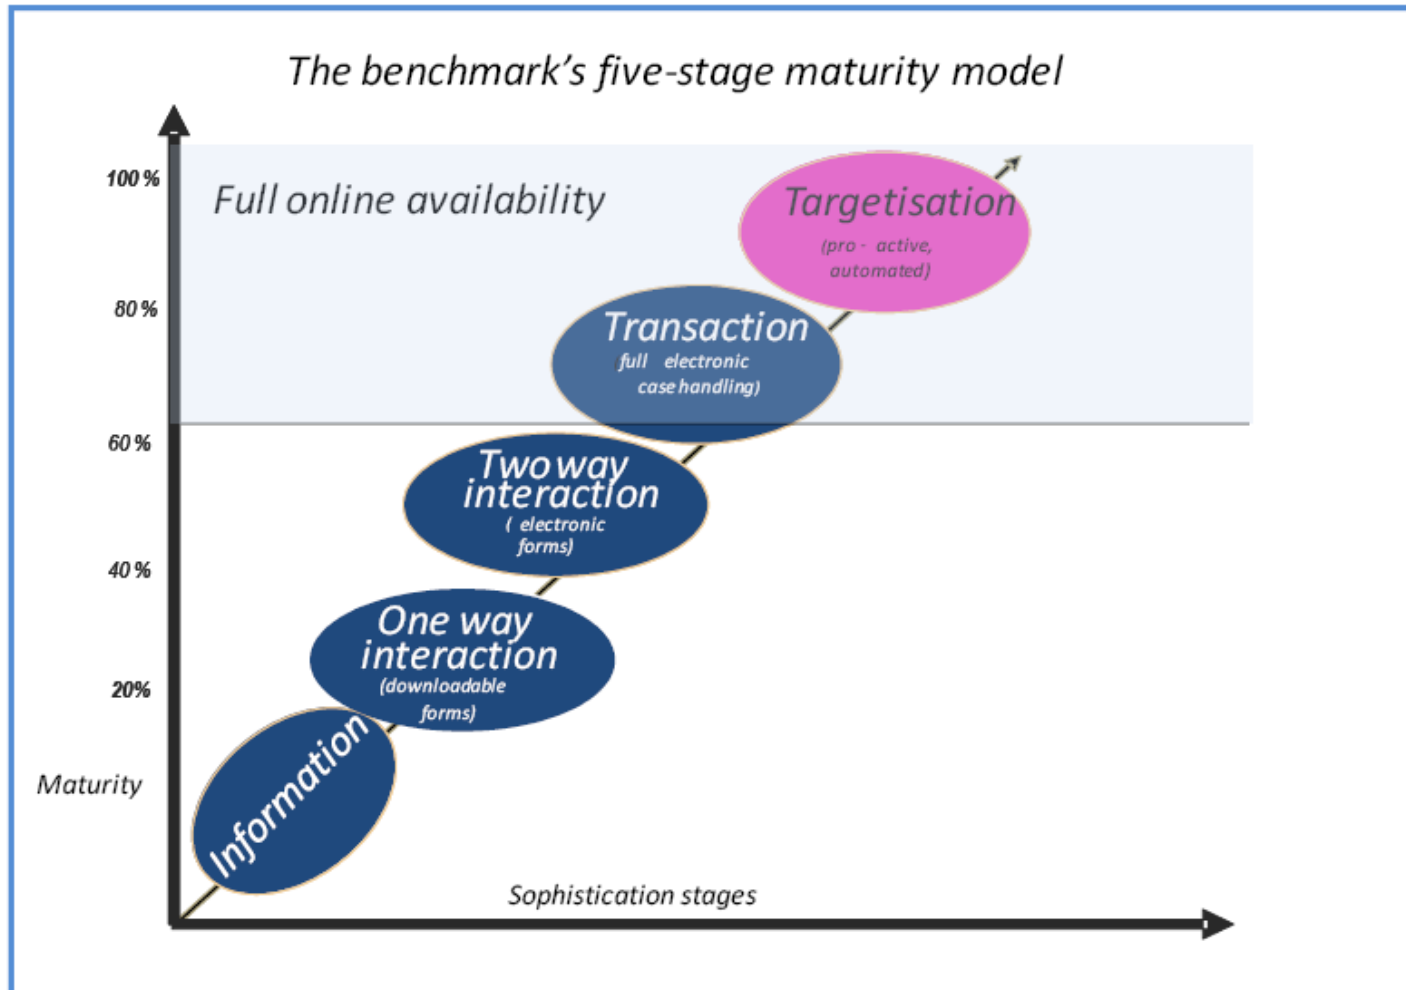 The benchmark's five-stage maturity model
100 %
Full online availability
Targetisation
(pro - active,
automated)
80 %
Transaction
(full electronic
case handling)
60 %
Two way
interaction
( electronic
forms)
40 %
One way
interaction
(downloadable
forms)
20%
Information
Maturity
Sophistication stages